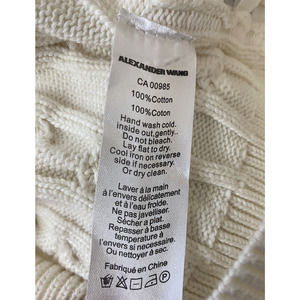 ALEXANDER WANG
CA 00985
100%Cotton
100%Coton
Hand wash cold.
inside out,gently..
Do not bleach.
Lay flat to dry.
Cool iron on reverse
side if necessary.
Or dry clean.
Laver à la main
à l'envers délicatement
et à l'eau froide.
Ne pas javelliser.
Sécher a plat.
Repasser à basse
température à
l'envers si nécessaire.
Ou nettoyer à sec.
Fabriqué en Chine